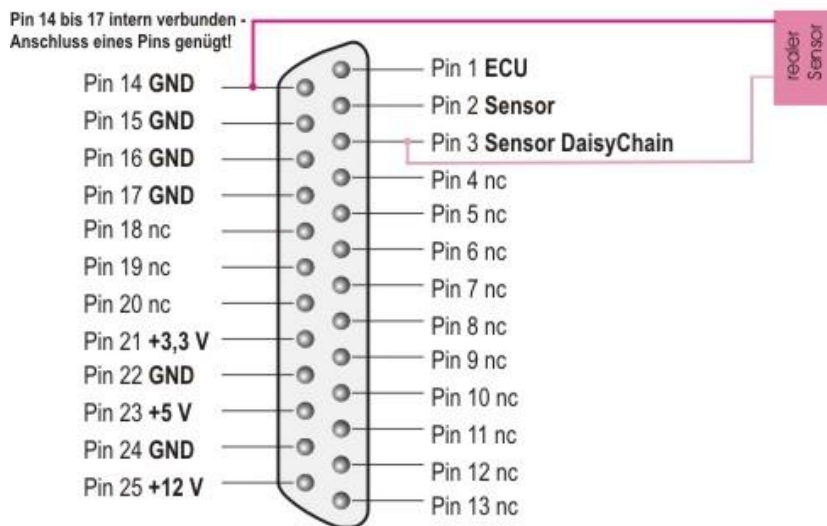 Pin 14 bis 17 intern verbunden -
Anschluss eines Pins genügt!
Pin 14 GND
Pin 15 GND
Pin 16 GND
Pin 17 GND
Pin 18 nc
Pin 19 nc
Pin 20 nc
Pin 21 +3,3 V
Pin 22 GND
Pin 23 +5 V
Pin 24 GND
Pin 25 +12 V
Pin 1 ECU
Pin 2 Sensor
Pin 3 Sensor DaisyChain
Pin 4 nc
Pin 5 nc
Pin 6 nc
Pin 7 nc
Pin 8 nc
Pin 9 nc
Pin 10 nc
Pin 11 nc
Pin 12 nc
Pin 13 nc
realer
Sensor